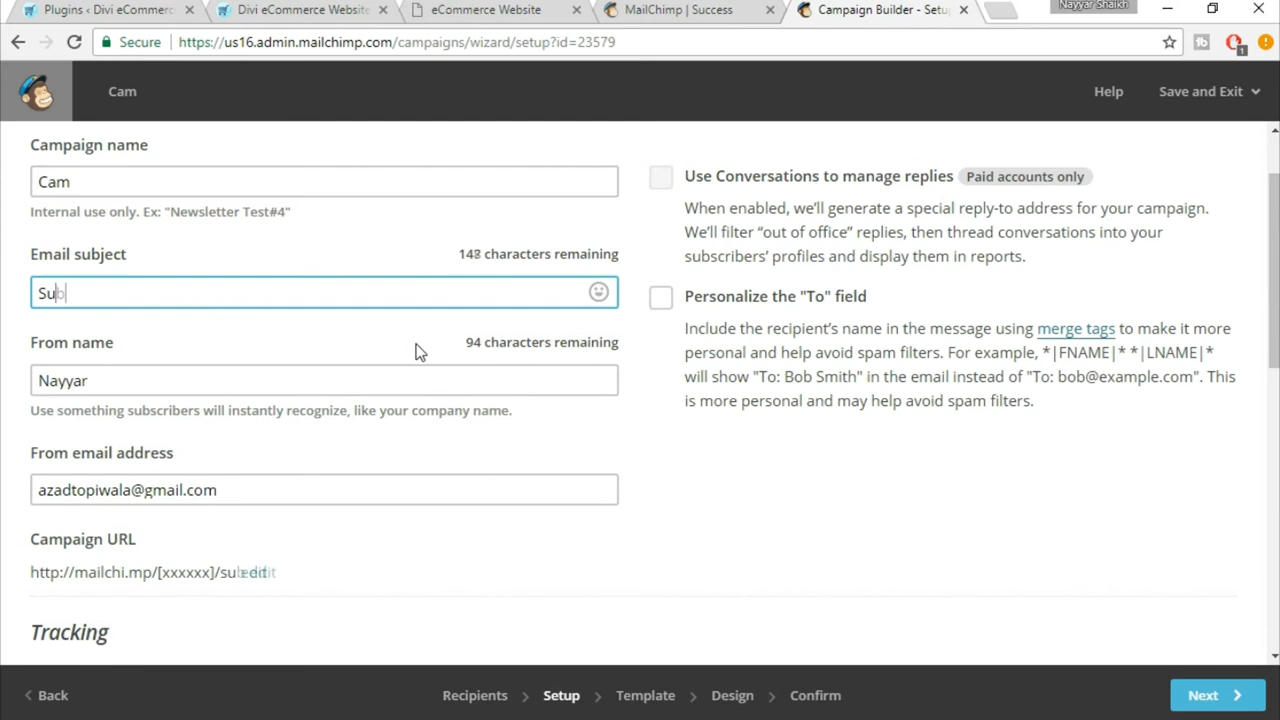 Plugins ‹ Divi eCommerc
Divi eCommerce Website
eCommerce Website
MailChimp | Success
Campaign Builder - Setu
Nayyar Shaikh
Secure
https://us16.admin.mailchimp.com/campaigns/wizard/setup?id=23579
Cam
Help
Save and Exit
Campaign name
Cam
Internal use only. Ex: "Newsletter Test#4"
Email subject
characters remaining
Sub
From name
94 characters remaining
Nayyar
Use something subscribers will instantly recognize, like your company name.
From email address
azadtopiwala@gmail.com
Campaign URL
http://mailchi.mp/[xxxxxx]/su edit
Use Conversations to manage replies Paid accounts only
When enabled, we'll generate a special reply-to address for your campaign.
We'll filter “out of office” replies, then thread conversations into your
subscribers' profiles and display them in reports.
Personalize the "To" field
Include the recipient's name in the message using merge tags to make it more
personal and help avoid spam filters. For example, *|FNAME|* *|LNAME|*
will show "To: Bob Smith" in the email instead of "To: bob@example.com". This
is more personal and may help avoid spam filters.
Tracking
Back
Recipients
Setup
Template
Design
Confirm
Next